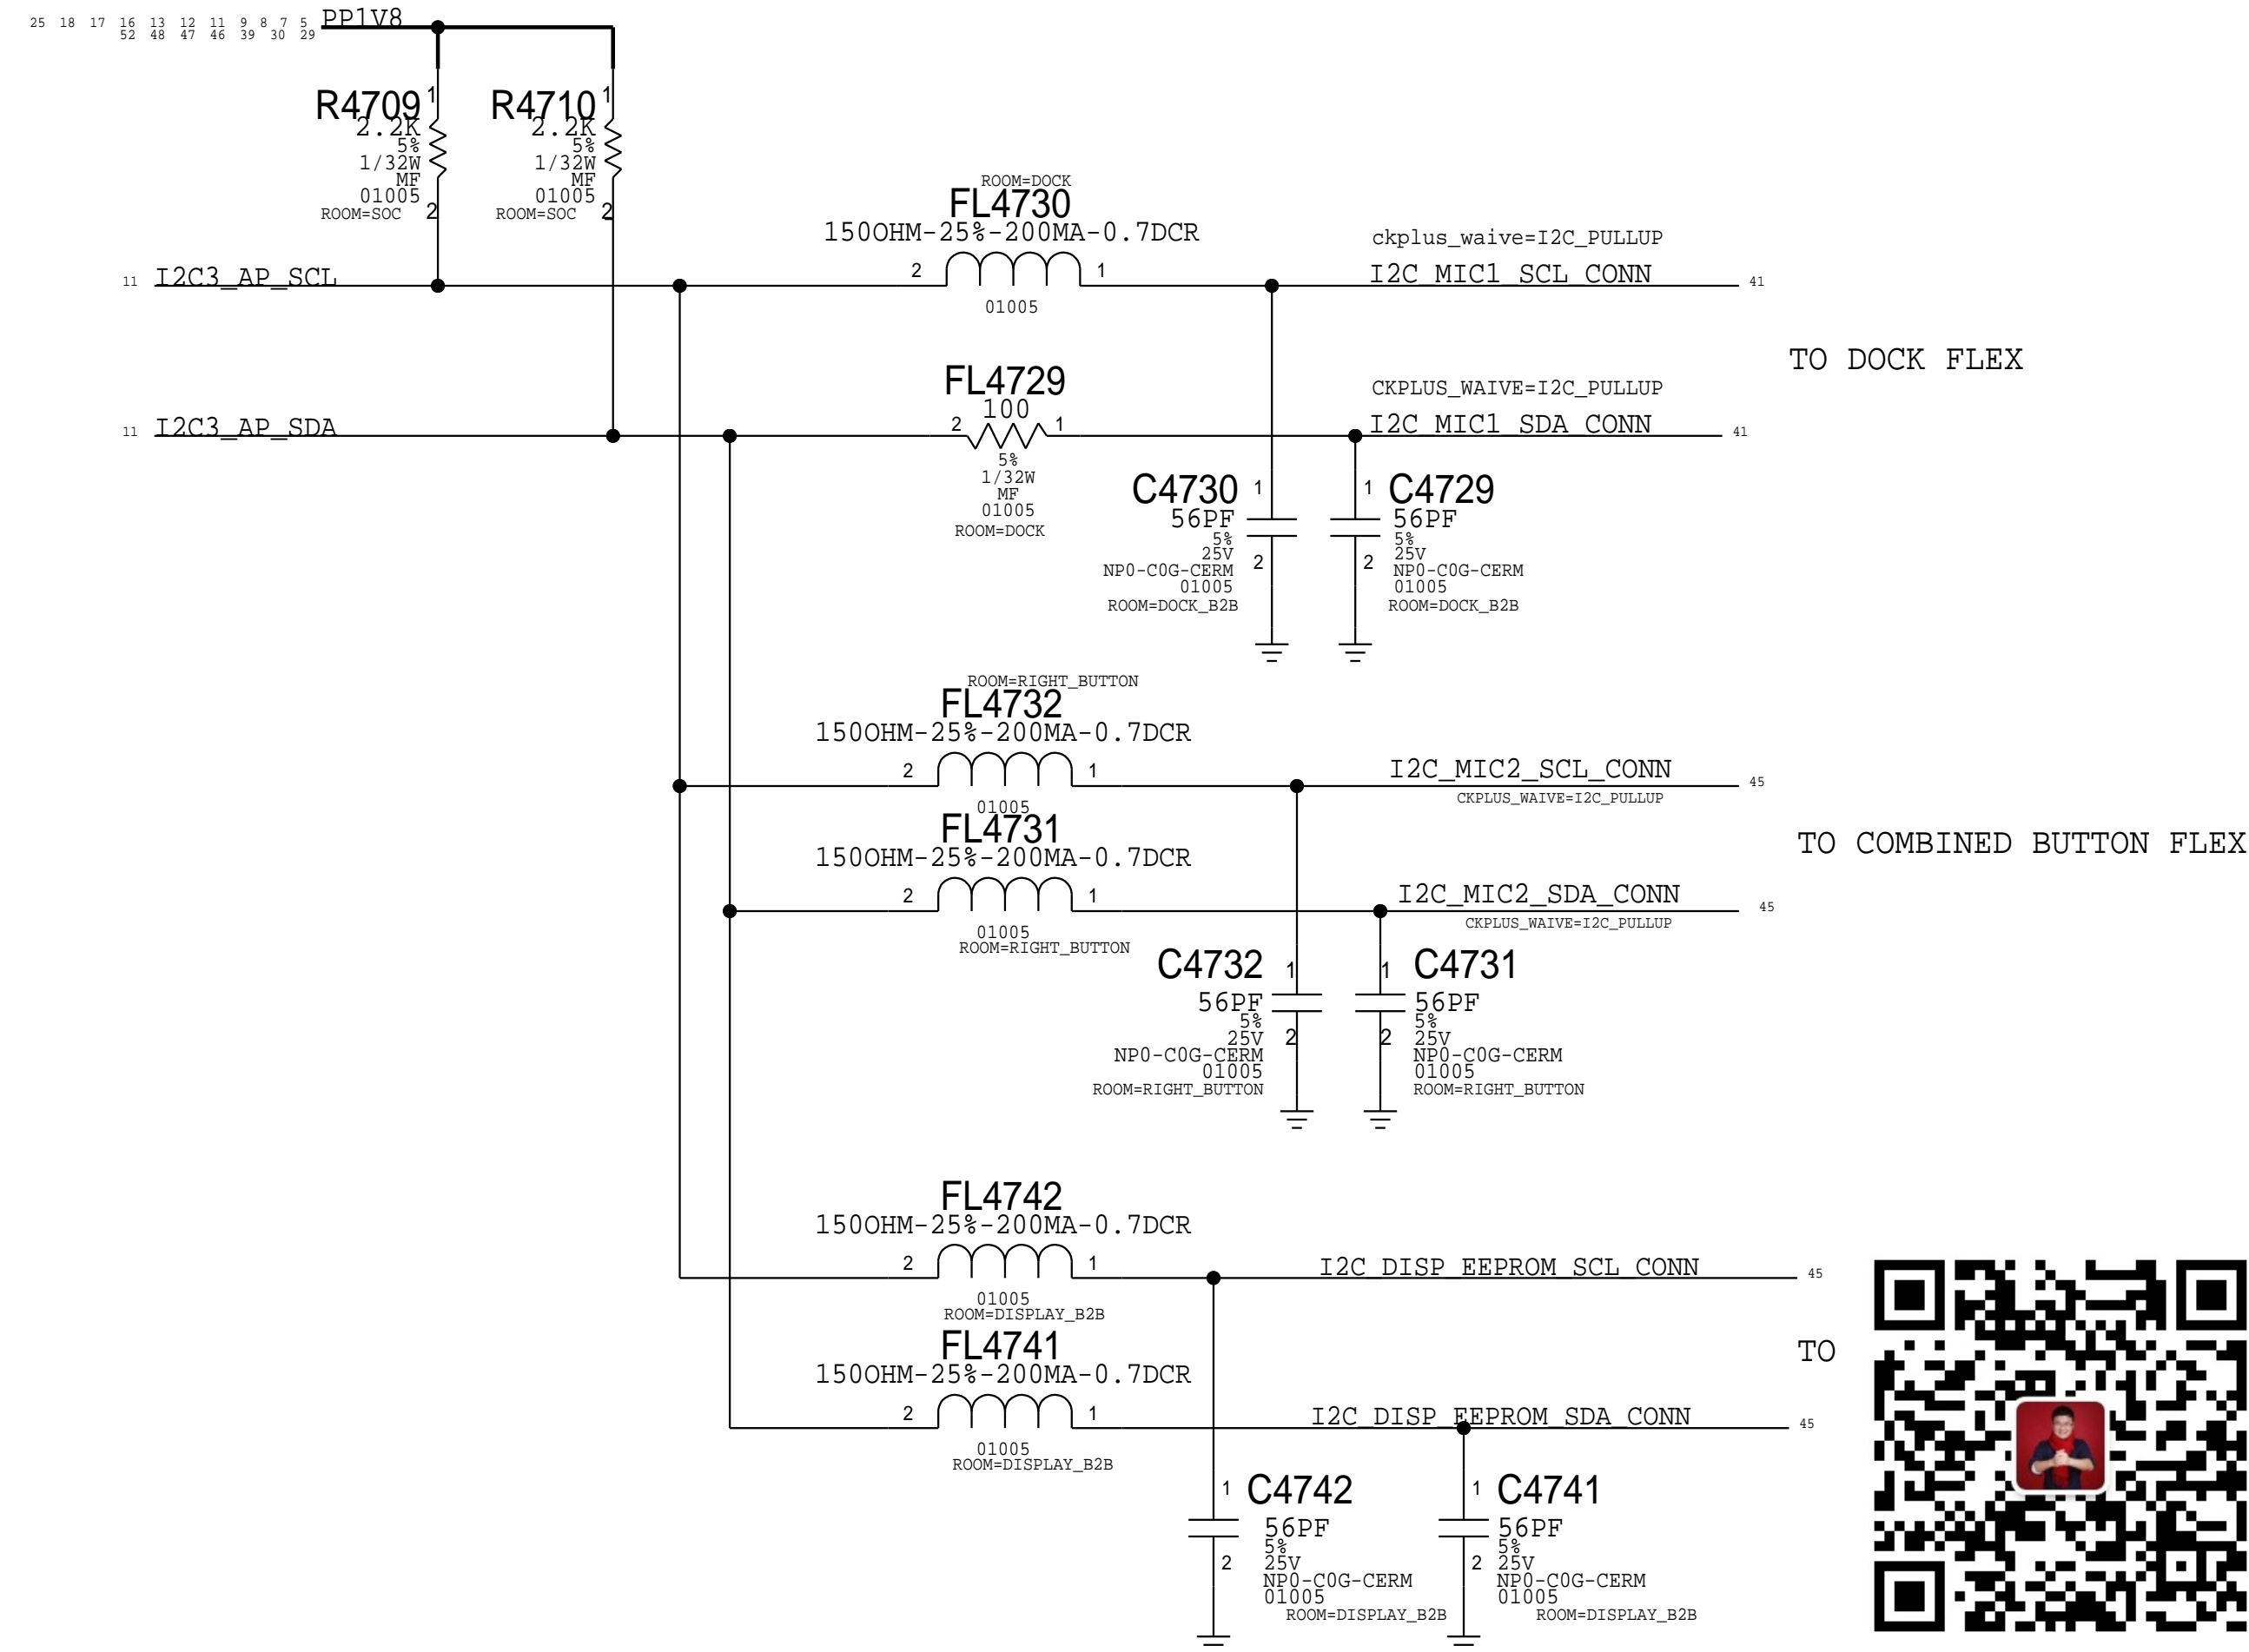 25 18 17 16 13 12 11 9 8 7 5 PP1V8
52 48 47 46 39 30 29
R4709 1
2.2K
5%
1/32W
MF
01005
ROOM=SOC 2
R4710 1
2.2K
5%
1/32W
MF
01005
ROOM=SOC 2
ROOM=DOCK
FL4730
150OHM-25%-200MA-0.7DCR
2 1
01005
ckplus_waive=I2C_PULLUP
11 I2C3_AP_SCL
I2C_MIC1_SCL_CONN 41
TO DOCK FLEX
FL4729
100
2 1
5%
1/32W
MF
01005
ROOM=DOCK
CKPLUS_WAIVE=I2C_PULLUP
11 I2C3_AP_SDA
I2C_MIC1_SDA_CONN 41
C4730 1
56PF
5%
25V
2
NP0-C0G-CERM
01005
ROOM=DOCK_B2B
1 C4729
56PF
5%
25V
2
NP0-C0G-CERM
01005
ROOM=DOCK_B2B
ROOM=RIGHT_BUTTON
FL4732
150OHM-25%-200MA-0.7DCR
2 1
01005
I2C_MIC2_SCL_CONN 45
CKPLUS_WAIVE=I2C_PULLUP
FL4731
150OHM-25%-200MA-0.7DCR
2 1
01005
ROOM=RIGHT_BUTTON
TO COMBINED BUTTON FLEX
I2C_MIC2_SDA_CONN 45
CKPLUS_WAIVE=I2C_PULLUP
C4732 1
56PF
5%
25V 2
NP0-C0G-CERM
01005
ROOM=RIGHT_BUTTON
1 C4731
56PF
5%
2 25V
NP0-C0G-CERM
01005
ROOM=RIGHT_BUTTON
FL4742
150OHM-25%-200MA-0.7DCR
2 1
01005
ROOM=DISPLAY_B2B
I2C_DISP_EEPROM_SCL_CONN 45
FL4741
150OHM-25%-200MA-0.7DCR
2 1
01005
ROOM=DISPLAY_B2B
TO
I2C_DISP_EEPROM_SDA_CONN 45
1 C4742
56PF
5%
2 25V
NP0-C0G-CERM
01005
ROOM=DISPLAY_B2B
1 C4741
56PF
5%
2 25V
NP0-C0G-CERM
01005
ROOM=DISPLAY_B2B